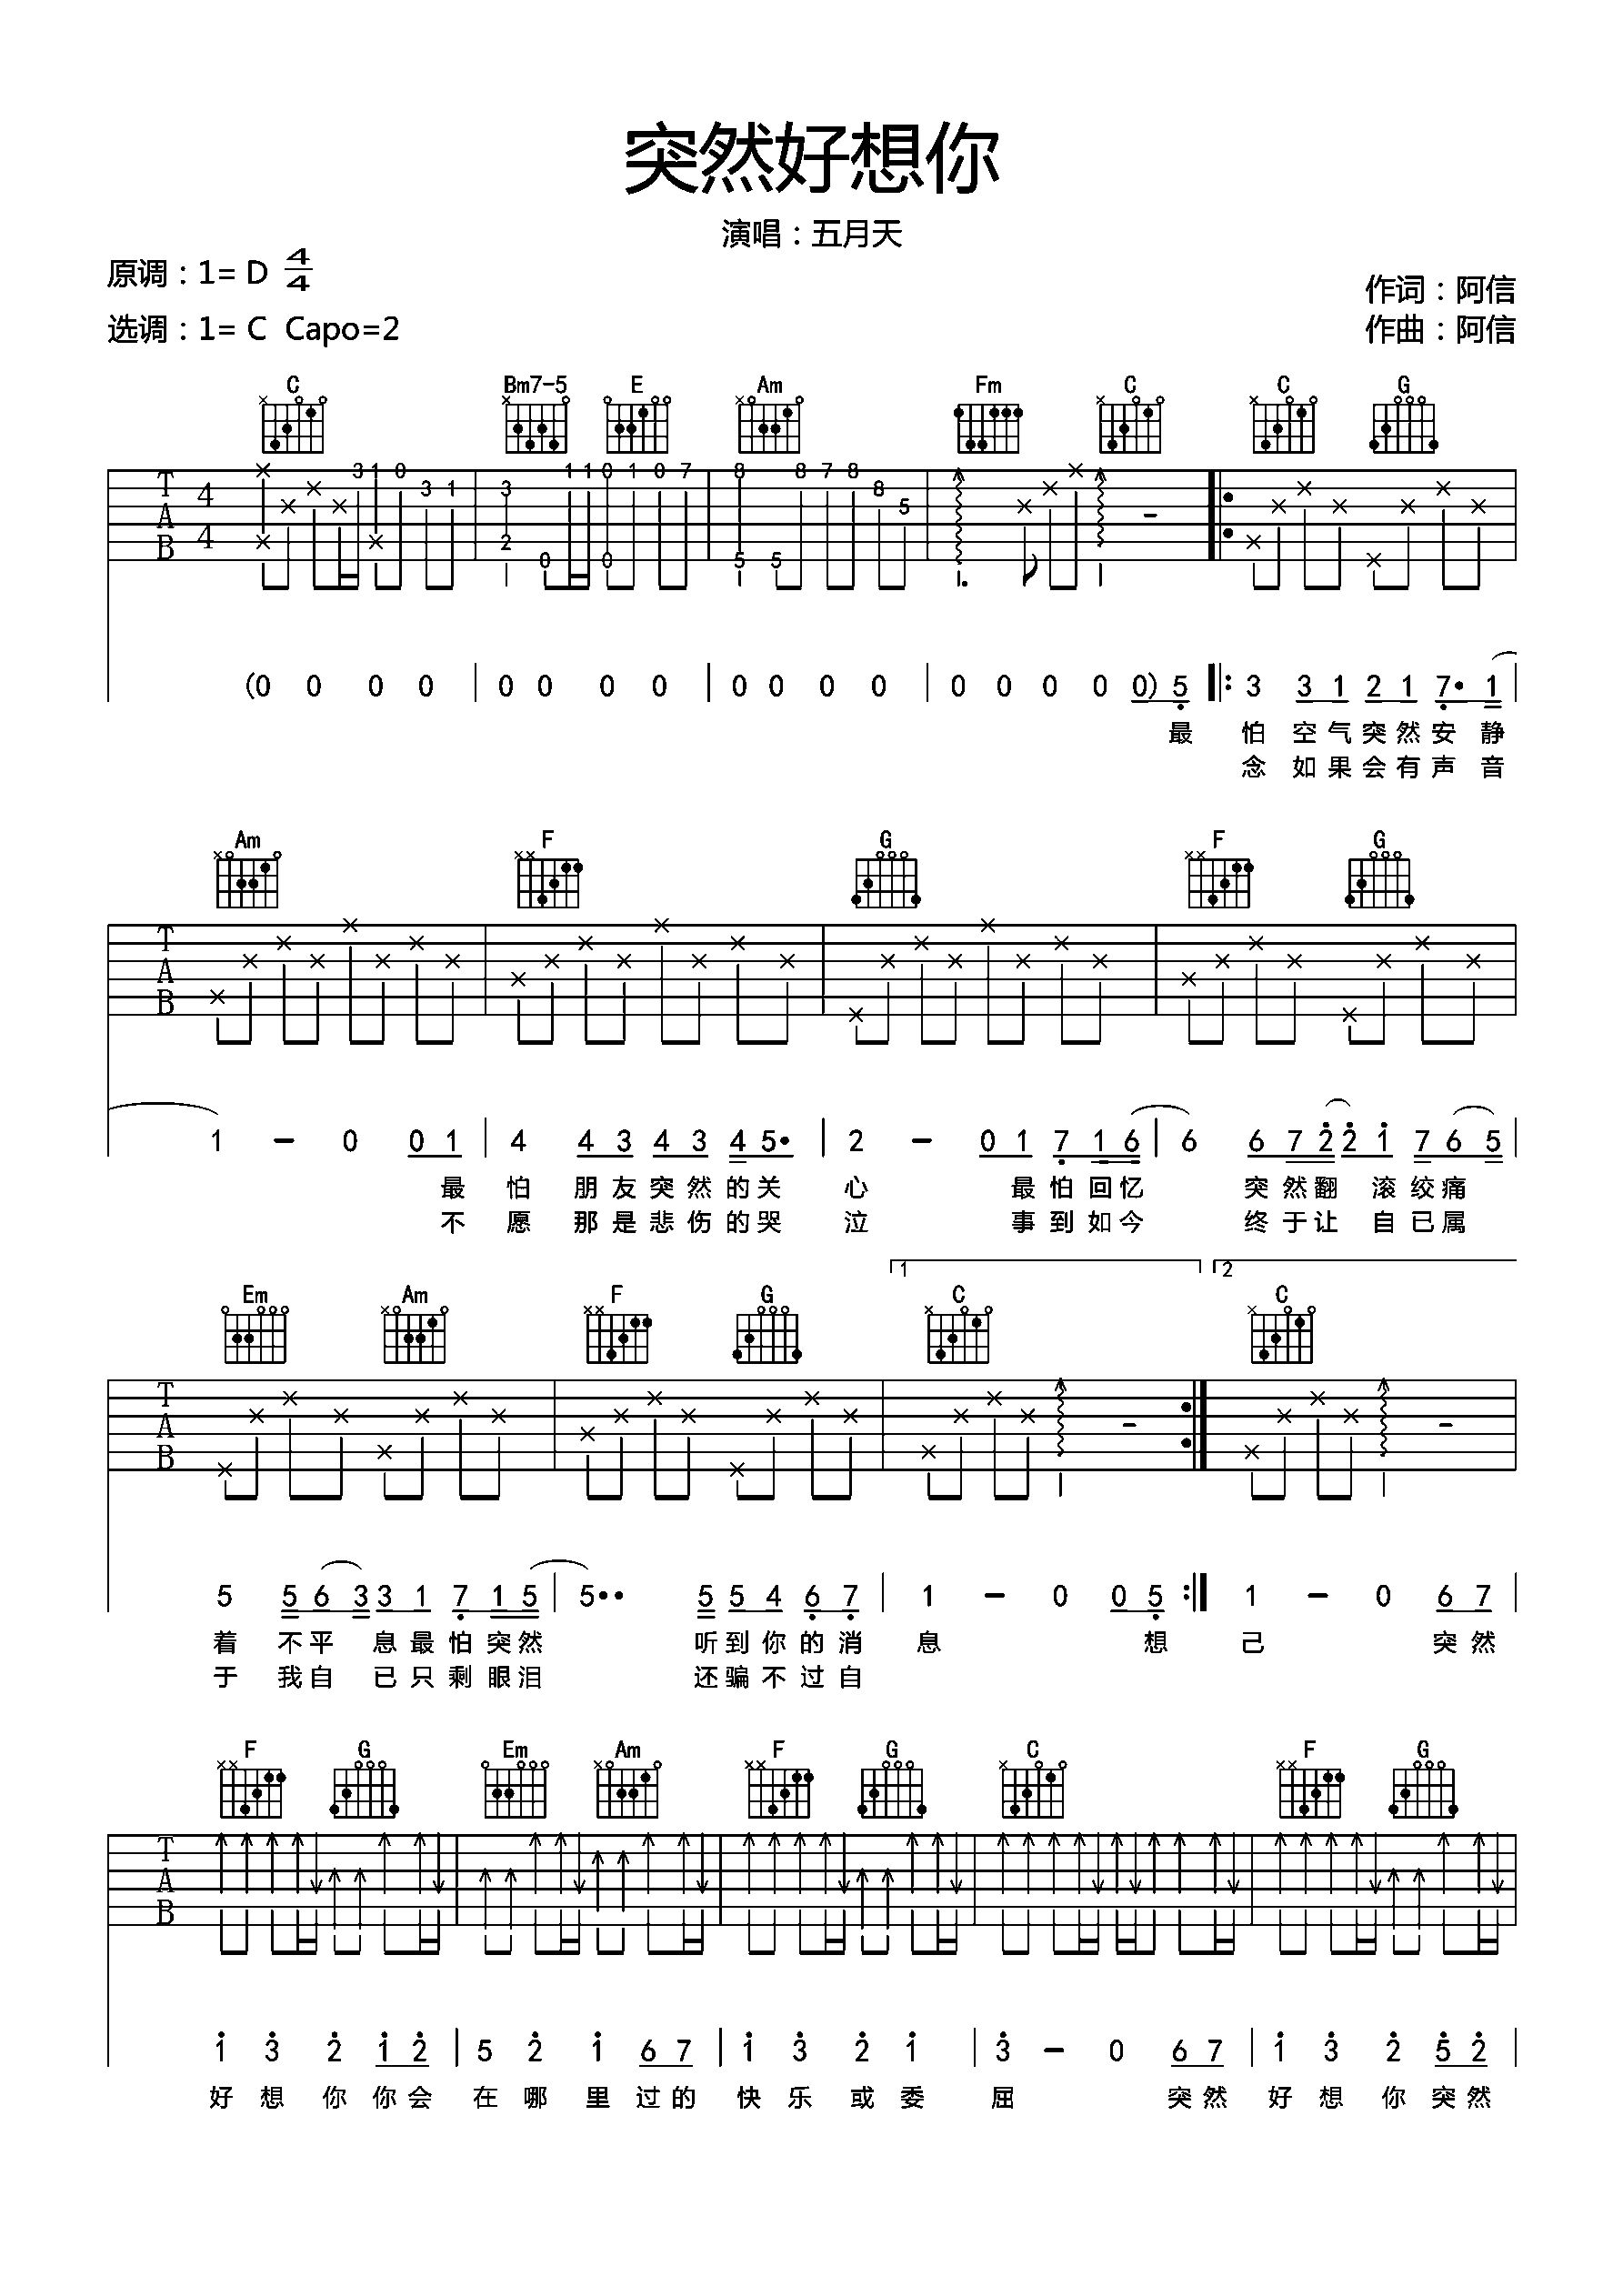 突然好想你
演唱：五月天
原调：1= D 4/4
作词：阿信
选调：1= C Capo=2
作曲：阿信
C Bm7-5 E Am Fm C C G
T A B 4/4
3 1 0 3 1 3 2 0 1 1 0 0 1 0 7 8 5 5 8 7 8 8 5
(0 0 0 0 | 0 0 0 0 | 0 0 0 0 | 0 0 0 0 0) 5 |: 3 3 1 2 1 7· 1 |
最 怕 空 气 突 然 安 静
念 如 果 会 有 声 音
Am F G F G
T A B
1 - 0 0 1 | 4 4 3 4 3 4 5· | 2 - 0 1 7 1 6 | 6 6 7 2 2 1 7 6 5 |
最 怕 朋 友 突 然 的 关 心 最 怕 回 忆 突 然 翻 滚 绞 痛
不 愿 那 是 悲 伤 的 哭 泣 事 到 如 今 终 于 让 自 已 属
1 2
Em Am F G C C
T A B
5 5 6 3 3 1 7 1 5 | 5·· 5 5 4 6 7 | 1 - 0 0 5 :| 1 - 0 6 7 |
着 不 平 息 最 怕 突 然 听 到 你 的 消 息 想 己 突 然
于 我 自 已 只 剩 眼 泪 还 骗 不 过 自
F G Em Am F G C F G
T A B
1 3 2 1 2 | 5 2 1 6 7 | 1 3 2 1 | 3 - 0 6 7 | 1 3 2 5 2 |
好 想 你 你 会 在 哪 里 过 的 快 乐 或 委 屈 突 然 好 想 你 突 然